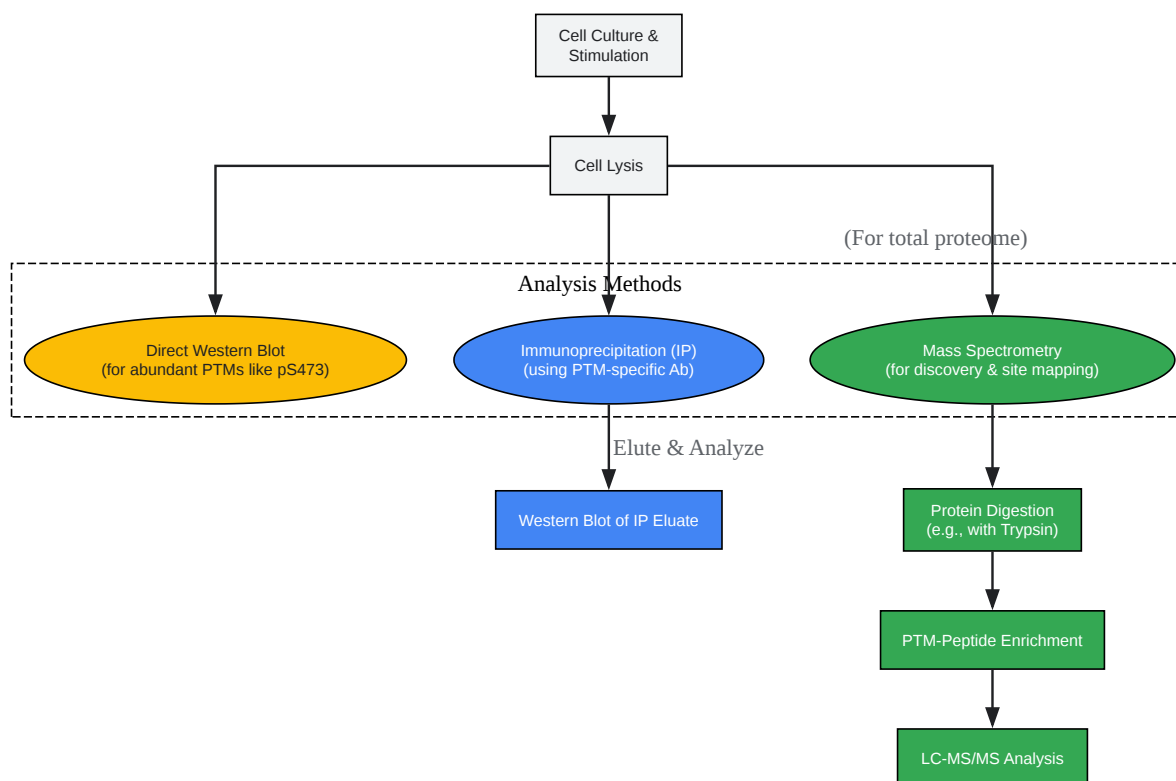 Cell Culture &
Stimulation
Cell Lysis
(For total proteome)
Analysis Methods
Direct Western Blot
(for abundant PTMs like pS473)
Immunoprecipitation (IP)
(using PTM-specific Ab)
Mass Spectrometry
(for discovery & site mapping)
Elute & Analyze
Western Blot of IP Eluate
Protein Digestion
(e.g., with Trypsin)
PTM-Peptide Enrichment
LC-MS/MS Analysis